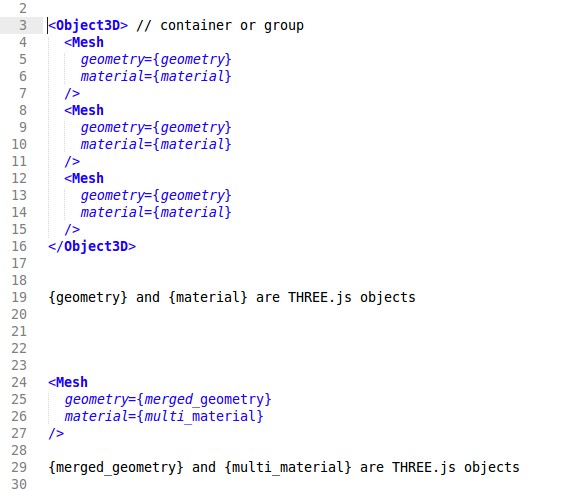 2
3 <Object3D> // container or group
4 <Mesh
5 geometry={geometry}
6 material={material}
7 />
8 <Mesh
9 geometry={geometry}
10 material={material}
11 />
12 <Mesh
13 geometry={geometry}
14 material={material}
15 />
16 </Object3D>
17
18
19 {geometry} and {material} are THREE.js objects
20
21
22
23
24 <Mesh
25 geometry={merged_geometry}
26 material={multi_material}
27 />
28
29 {merged_geometry} and {multi_material} are THREE.js objects
30